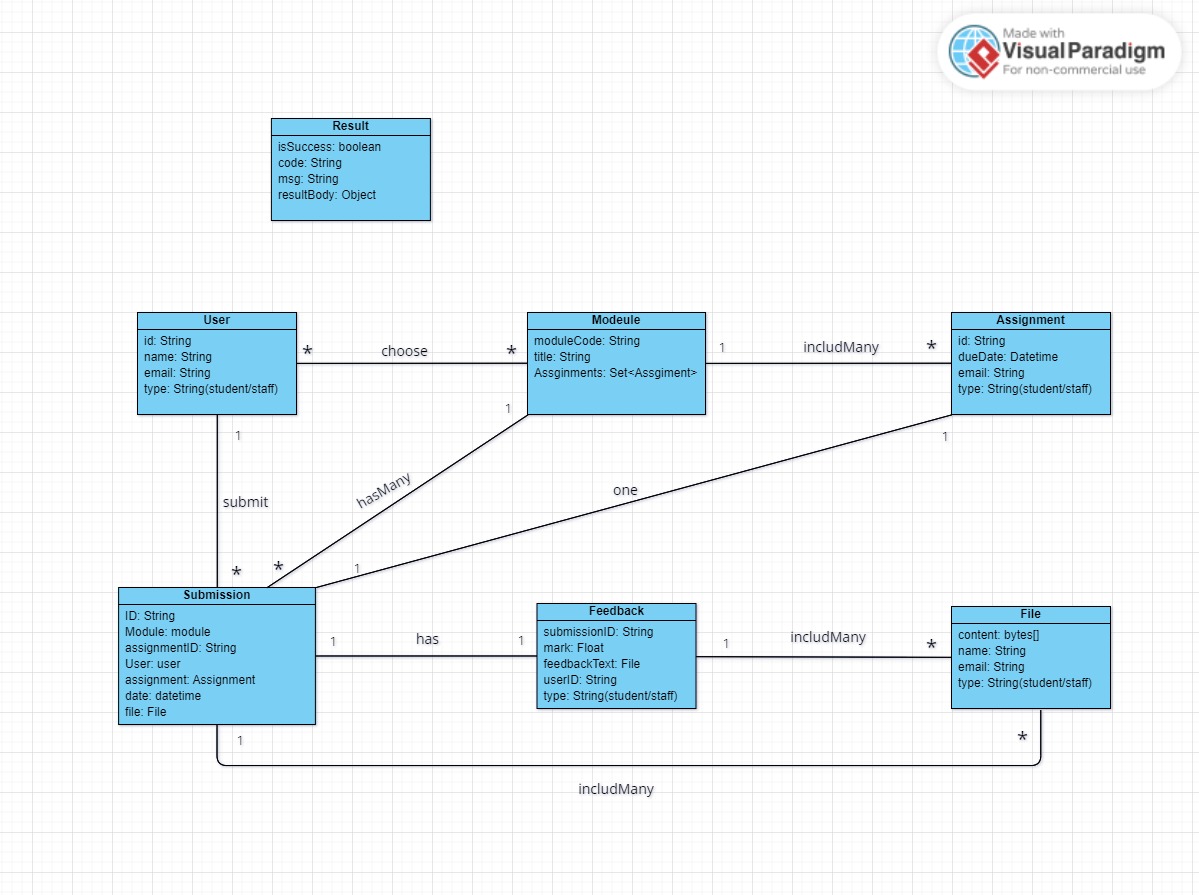 Made with
VisualParadigm
For non-commercial use
Result
isSuccess: boolean
code: String
msg: String
resultBody: Object
User
id: String
name: String
email: String
type: String(student/staff)
*
choose
*
Modeule
moduleCode: String
title: String
Assginments: Set<Assgiment>
1
includMany
*
Assignment
id: String
dueDate: Datetime
email: String
type: String(student/staff)
1
submit
*
1
hasMany
*
1
one
1
Submission
ID: String
Module: module
assignmentID: String
User: user
assignment: Assignment
date: datetime
file: File
1
has
1
Feedback
submissionID: String
mark: Float
feedbackText: File
userID: String
type: String(student/staff)
1
includMany
*
File
content: bytes[]
name: String
email: String
type: String(student/staff)
1
*
includMany